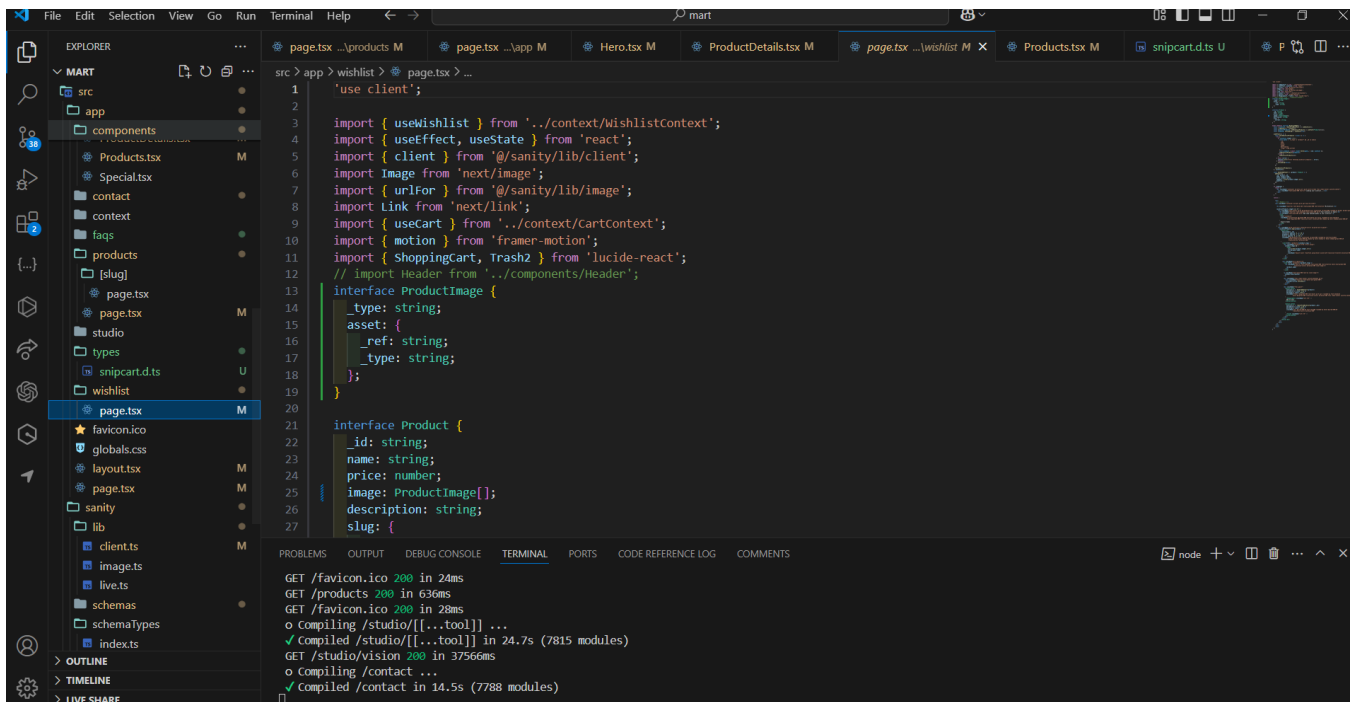 File Edit Selection View Go Run Terminal Help
mart
EXPLORER
MART
src
app
components
Products.tsx M
Special.tsx
contact
context
faqs
products
[slug]
page.tsx
page.tsx M
studio
types
snipcart.d.ts U
wishlist
page.tsx M
favicon.ico
globals.css
layout.tsx M
page.tsx M
sanity
lib
client.ts M
image.ts
live.ts
schemas
schemaTypes
index.ts
OUTLINE
TIMELINE
LIVE SHARE
38
2
page.tsx ...\products M
page.tsx ...\app M
Hero.tsx M
ProductDetails.tsx M
page.tsx ...\wishlist M
Products.tsx M
snipcart.d.ts U
P
src > app > wishlist > page.tsx > ...
1 'use client';
2
3 import { useWishlist } from '../context/WishlistContext';
4 import { useEffect, useState } from 'react';
5 import { client } from '@/sanity/lib/client';
6 import Image from 'next/image';
7 import { urlFor } from '@/sanity/lib/image';
8 import Link from 'next/link';
9 import { useCart } from '../context/CartContext';
10 import { motion } from 'framer-motion';
11 import { ShoppingCart, Trash2 } from 'lucide-react';
12 // import Header from '../components/Header';
13 interface ProductImage {
14 _type: string;
15 asset: {
16 _ref: string;
17 _type: string;
18 };
19 }
20
21 interface Product {
22 _id: string;
23 name: string;
24 price: number;
25 image: ProductImage[];
26 description: string;
27 slug: {
PROBLEMS OUTPUT DEBUG CONSOLE TERMINAL PORTS CODE REFERENCE LOG COMMENTS
node
GET /favicon.ico 200 in 24ms
GET /products 200 in 636ms
GET /favicon.ico 200 in 28ms
o Compiling /studio/[[...tool]] ...
✓ Compiled /studio/[[...tool]] in 24.7s (7815 modules)
GET /studio/vision 200 in 37566ms
o Compiling /contact ...
✓ Compiled /contact in 14.5s (7788 modules)